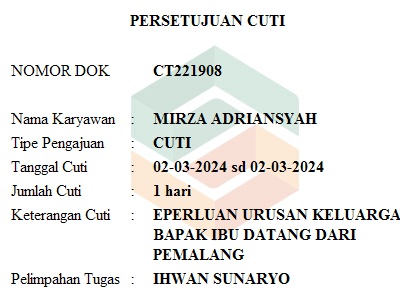 PERSETUJUAN CUTI
NOMOR DOK CT221908
Nama Karyawan : MIRZA ADRIANSYAH
Tipe Pengajuan : CUTI
Tanggal Cuti : 02-03-2024 sd 02-03-2024
Jumlah Cuti : 1 hari
Keterangan Cuti : EPERLUAN URUSAN KELUARGA
BAPAK IBU DATANG DARI
PEMALANG
Pelimpahan Tugas : IHWAN SUNARYO